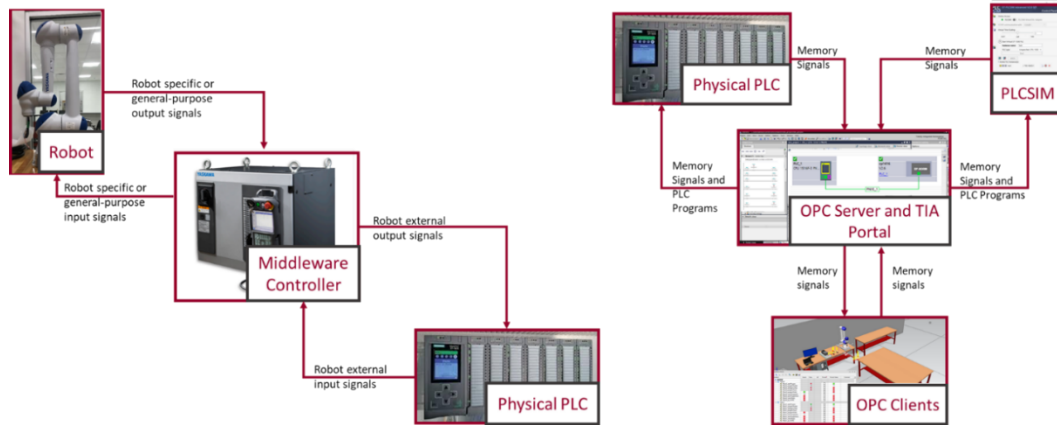 Robot
Robot specific or
general-purpose
output signals
Robot specific or
general-purpose
input signals
Middleware
Controller
Robot external
output signals
Robot external
input signals
Physical PLC
Physical PLC
Memory
Signals
Memory
Signals
PLCSIM
Memory
Signals and
PLC
Programs
OPC Server and TIA
Portal
Memory
Signals and
PLC Programs
Memory
signals
Memory
signals
OPC Clients